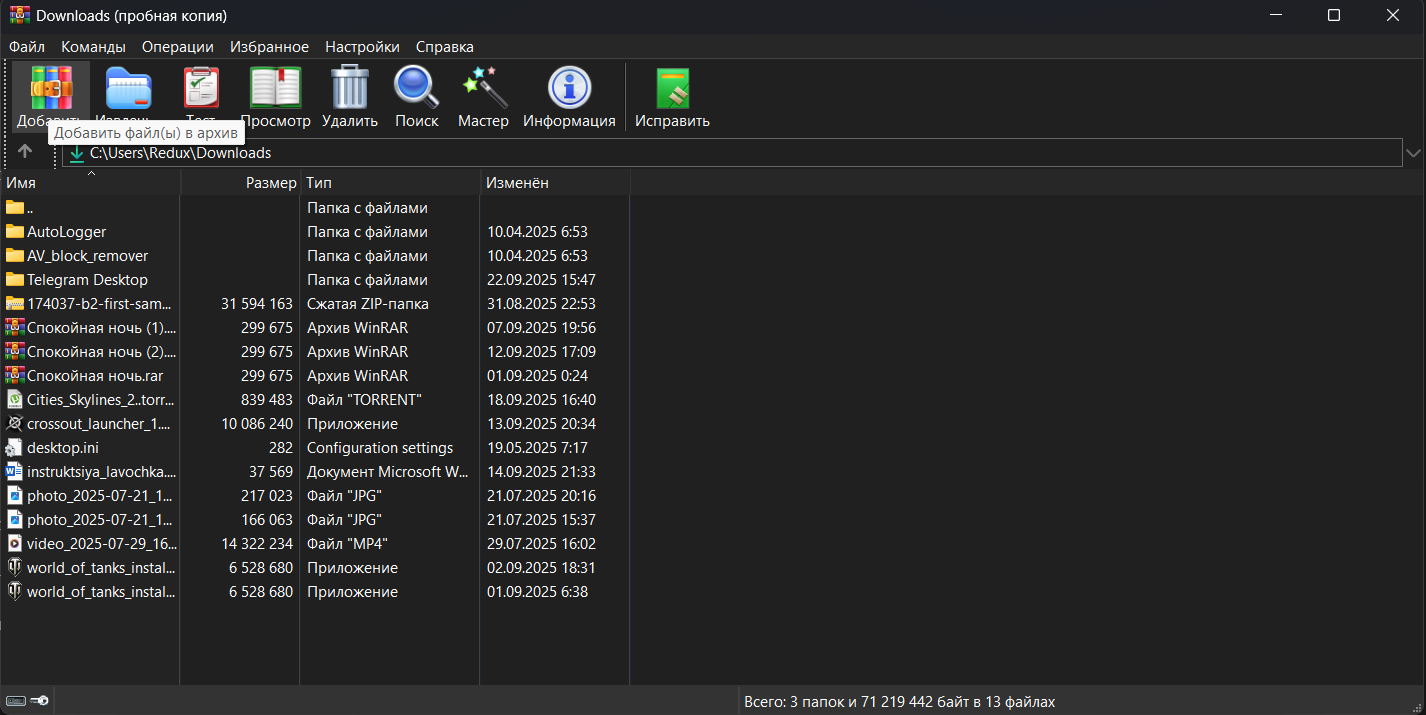 Downloads (пробная копия)
Файл Команды Операции Избранное Настройки Справка
Просмотр Удалить Поиск Мастер Информация Исправить
Добавить файл(ы) в архив
C:\Users\Redux\Downloads
Имя Размер Тип Изменён
.. Папка с файлами
AutoLogger Папка с файлами 10.04.2025 6:53
AV_block_remover Папка с файлами 10.04.2025 6:53
Telegram Desktop Папка с файлами 22.09.2025 15:47
174037-b2-first-sam... 31 594 163 Сжатая ZIP-папка 31.08.2025 22:53
Спокойная ночь (1).... 299 675 Архив WinRAR 07.09.2025 19:56
Спокойная ночь (2).... 299 675 Архив WinRAR 12.09.2025 17:09
Спокойная ночь.rar 299 675 Архив WinRAR 01.09.2025 0:24
Cities_Skylines_2..torr... 839 483 Файл "TORRENT" 18.09.2025 16:40
crossout_launcher_1.... 10 086 240 Приложение 13.09.2025 20:34
desktop.ini 282 Configuration settings 19.05.2025 7:17
instruktsiya_lavochka.... 37 569 Документ Microsoft W... 14.09.2025 21:33
photo_2025-07-21_1... 217 023 Файл "JPG" 21.07.2025 20:16
photo_2025-07-21_1... 166 063 Файл "JPG" 21.07.2025 15:37
video_2025-07-29_16... 14 322 234 Файл "MP4" 29.07.2025 16:02
world_of_tanks_instal... 6 528 680 Приложение 02.09.2025 18:31
world_of_tanks_instal... 6 528 680 Приложение 01.09.2025 6:38
Всего: 3 папок и 71 219 442 байт в 13 файлах